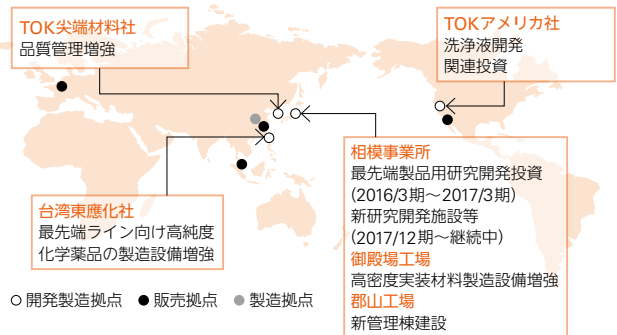 TOK尖端材料社
品質管理増強
TOKアメリカ社
洗浄液開発
関連投資
相模事業所
最先端製品用研究開発投資
(2016/3期～2017/3期)
新研究開発施設等
(2017/12期～継続中)
御殿場工場
高密度実装材料製造設備増強
郡山工場
新管理棟建設
台湾東應化社
最先端ライン向け高純度
化学薬品の製造設備増強
開発製造拠点 販売拠点 製造拠点